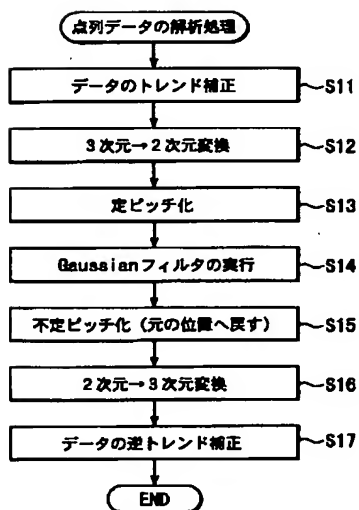 点列データの解析処理
データのトレンド補正 S11
3次元→2次元変換 S12
定ピッチ化 S13
Gaussianフィルタの実行 S14
不定ピッチ化(元の位置へ戻す) S15
2次元→3次元変換 S16
データの逆トレンド補正 S17
END